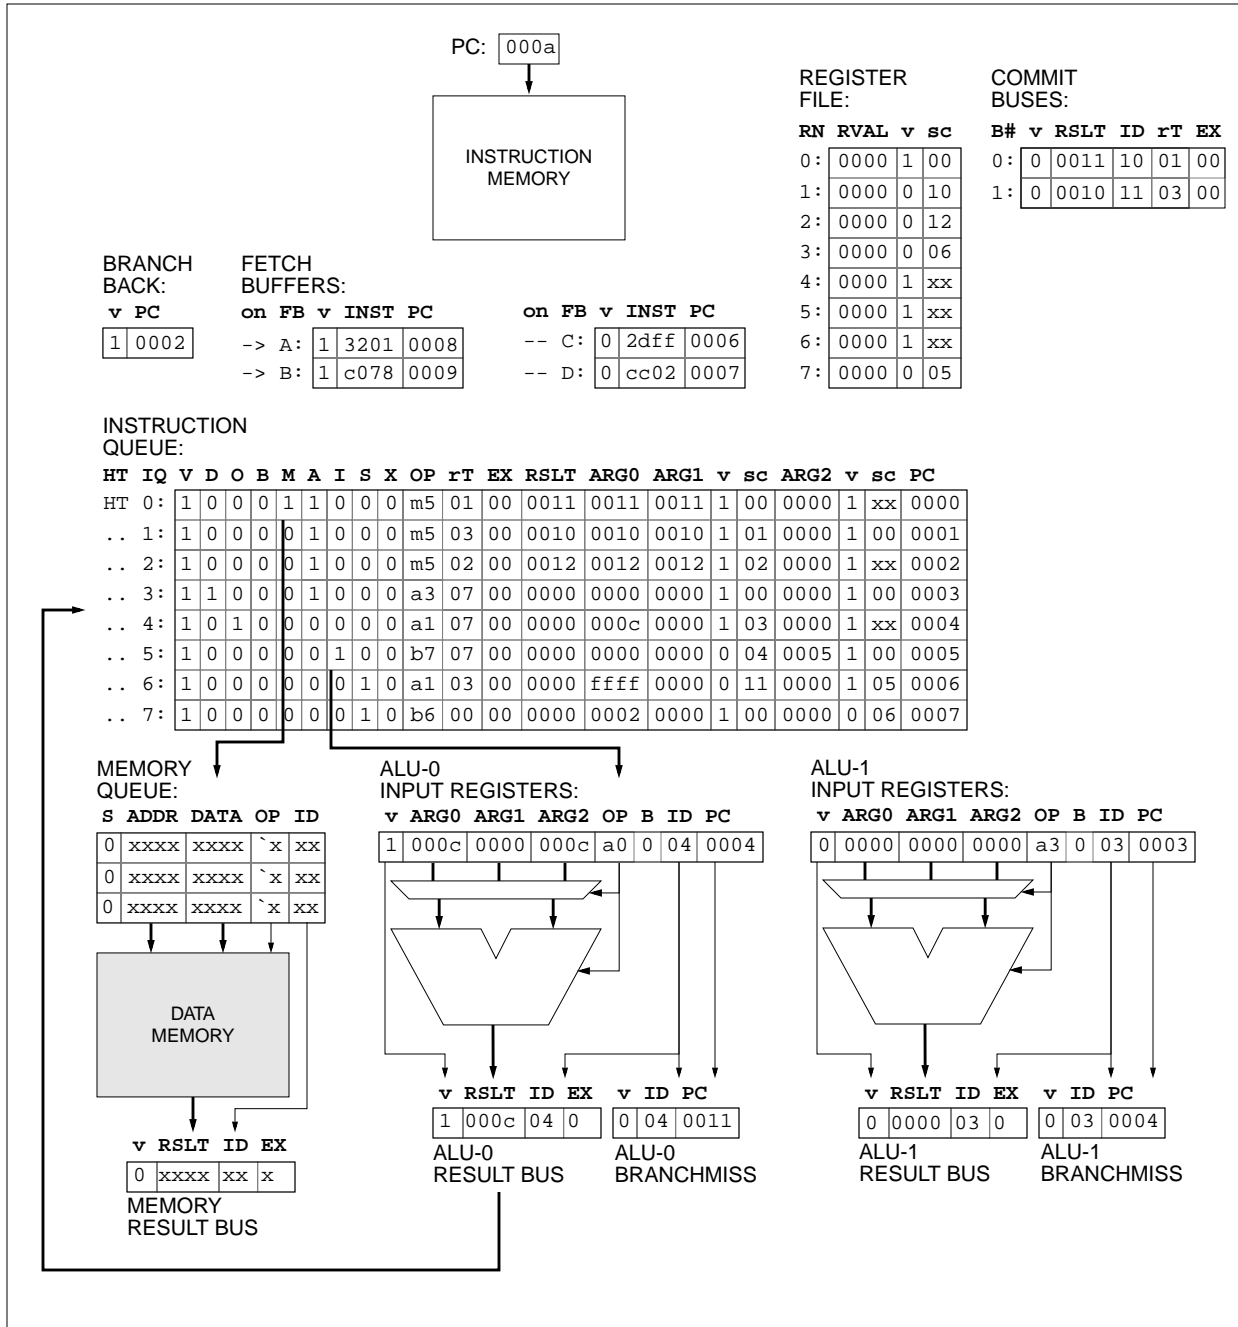 PC: 000a
INSTRUCTION
MEMORY
REGISTER
FILE:
RN RVAL v sc
0: 0000 1 00
1: 0000 0 10
2: 0000 0 12
3: 0000 0 06
4: 0000 1 xx
5: 0000 1 xx
6: 0000 1 xx
7: 0000 0 05
COMMIT
BUSES:
B# v RSLT ID rT EX
0: 0 0011 10 01 00
1: 0 0010 11 03 00
BRANCH
BACK:
v PC
1 0002
FETCH
BUFFERS:
on FB v INST PC
-> A: 1 3201 0008
-> B: 1 c078 0009
on FB v INST PC
-- C: 0 2dff 0006
-- D: 0 cc02 0007
INSTRUCTION
QUEUE:
HT IQ V D O B M A I S X OP rT EX RSLT ARG0 ARG1 v sc ARG2 v sc PC
HT 0: 1 0 0 0 1 1 0 0 0 m5 01 00 0011 0011 0011 1 00 0000 1 xx 0000
.. 1: 1 0 0 0 0 1 0 0 0 m5 03 00 0010 0010 0010 1 01 0000 1 00 0001
.. 2: 1 0 0 0 0 1 0 0 0 m5 02 00 0012 0012 0012 1 02 0000 1 xx 0002
.. 3: 1 1 0 0 0 1 0 0 0 a3 07 00 0000 0000 0000 1 00 0000 1 00 0003
.. 4: 1 0 1 0 0 0 0 0 0 a1 07 00 0000 000c 0000 1 03 0000 1 xx 0004
.. 5: 1 0 0 0 0 0 1 0 0 b7 07 00 0000 0000 0000 0 04 0005 1 00 0005
.. 6: 1 0 0 0 0 0 0 1 0 a1 03 00 0000 ffff 0000 0 11 0000 1 05 0006
.. 7: 1 0 0 0 0 0 0 1 0 b6 00 00 0000 0002 0000 1 00 0000 0 06 0007
MEMORY
QUEUE:
S ADDR DATA OP ID
0 xxxx xxxx `x xx
0 xxxx xxxx `x xx
0 xxxx xxxx `x xx
DATA
MEMORY
v RSLT ID EX
0 xxxx xx x
MEMORY
RESULT BUS
ALU-0
INPUT REGISTERS:
v ARG0 ARG1 ARG2 OP B ID PC
1 000c 0000 000c a0 0 04 0004
v RSLT ID EX
1 000c 04 0
ALU-0
RESULT BUS
v ID PC
0 04 0011
ALU-0
BRANCHMISS
ALU-1
INPUT REGISTERS:
v ARG0 ARG1 ARG2 OP B ID PC
0 0000 0000 0000 a3 0 03 0003
v RSLT ID EX
0 0000 03 0
ALU-1
RESULT BUS
v ID PC
0 03 0004
ALU-1
BRANCHMISS